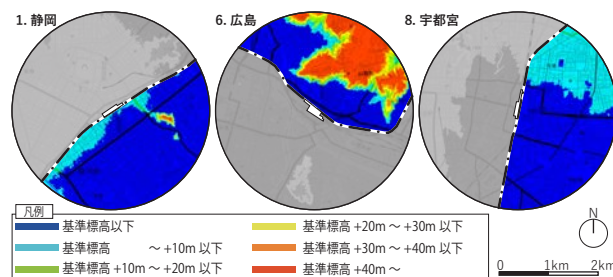 1. 静岡
6. 広島
8. 宇都宮
凡例
基準標高以下
基準標高 ～ +10m 以下
基準標高 +10m ～ +20m 以下
基準標高 +20m ～ +30m 以下
基準標高 +30m ～ +40m 以下
基準標高 +40m ～
N
0 1km 2km